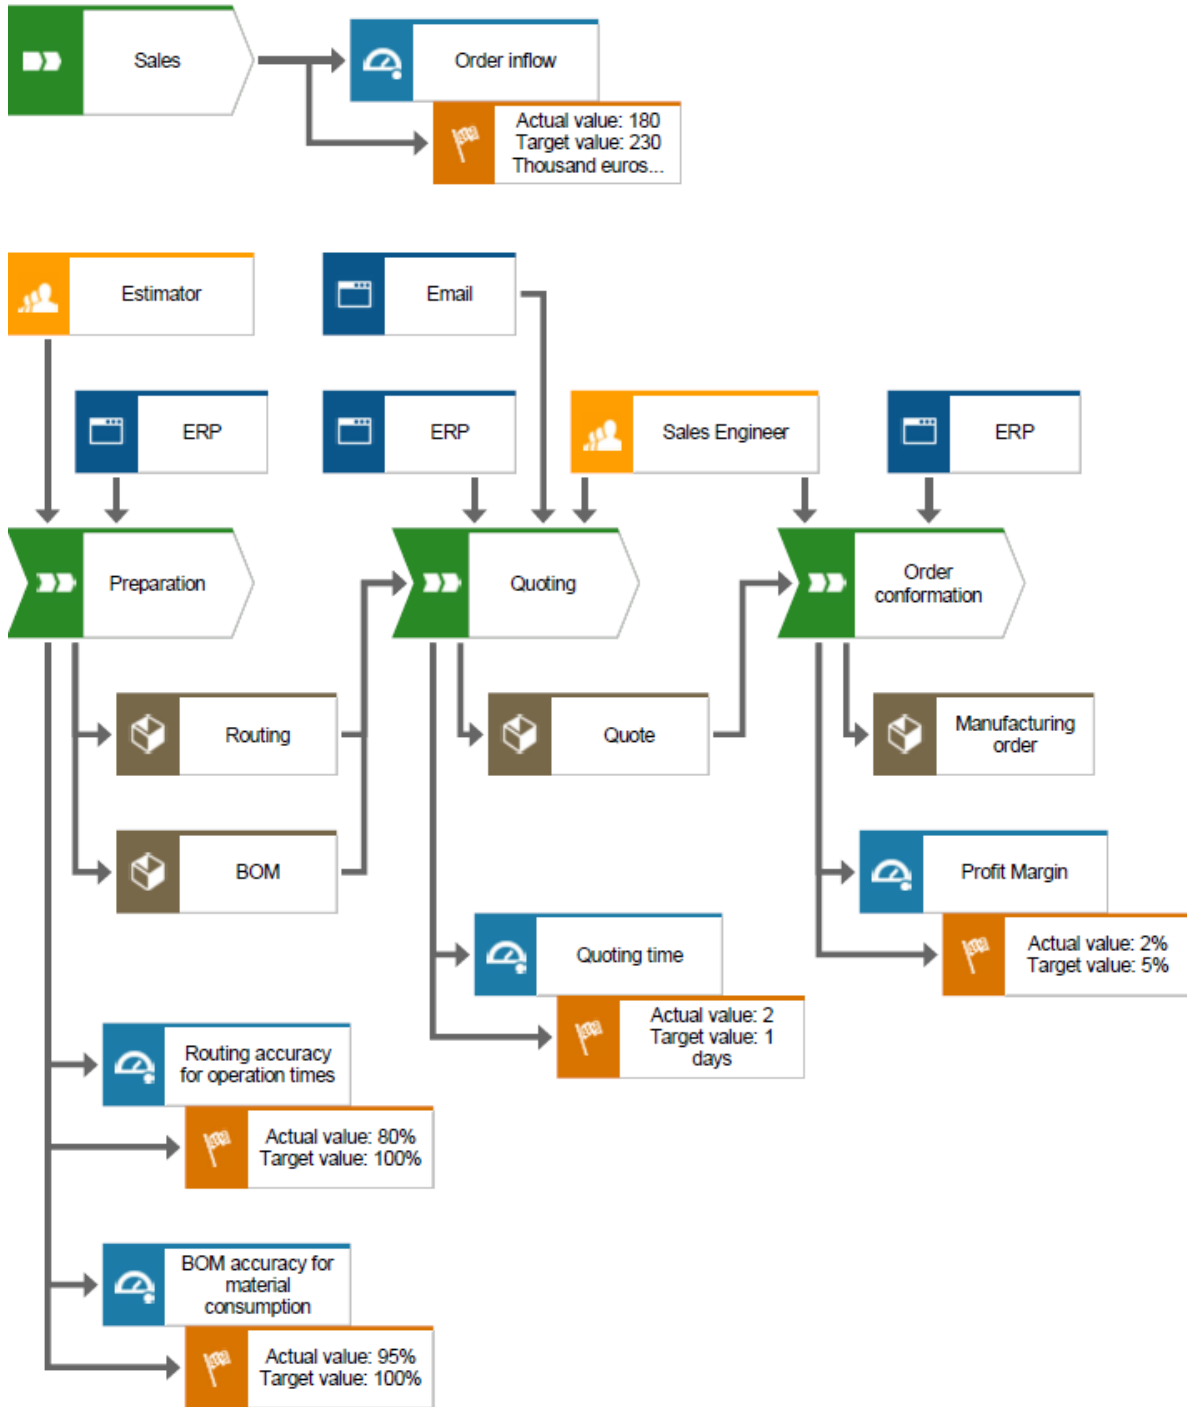 Sales
Order inflow
Actual value: 180
Target value: 230
Thousand euros...
Estimator
Email
ERP
ERP
Sales Engineer
ERP
Preparation
Quoting
Order
conformation
Routing
Quote
Manufacturing
order
BOM
Profit Margin
Quoting time
Actual value: 2%
Target value: 5%
Actual value: 2
Target value: 1
days
Routing accuracy
for operation times
Actual value: 80%
Target value: 100%
BOM accuracy for
material
consumption
Actual value: 95%
Target value: 100%